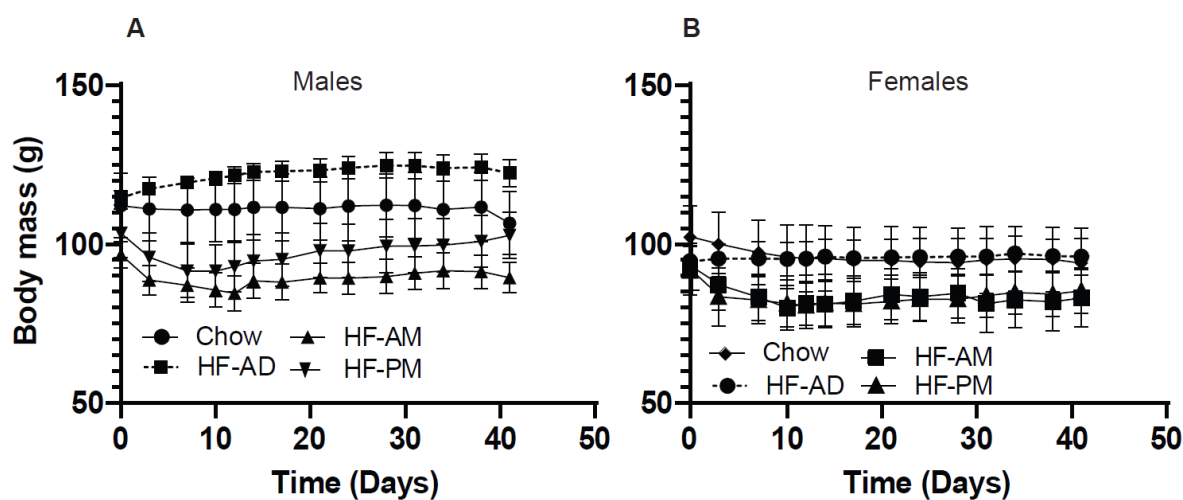 A
Males
Body mass (g)
150
100
50
Chow
HF-AD
HF-AM
HF-PM
0
10
20
30
40
50
Time (Days)
B
Females
150
100
50
Chow
HF-AD
HF-AM
HF-PM
0
10
20
30
40
50
Time (Days)